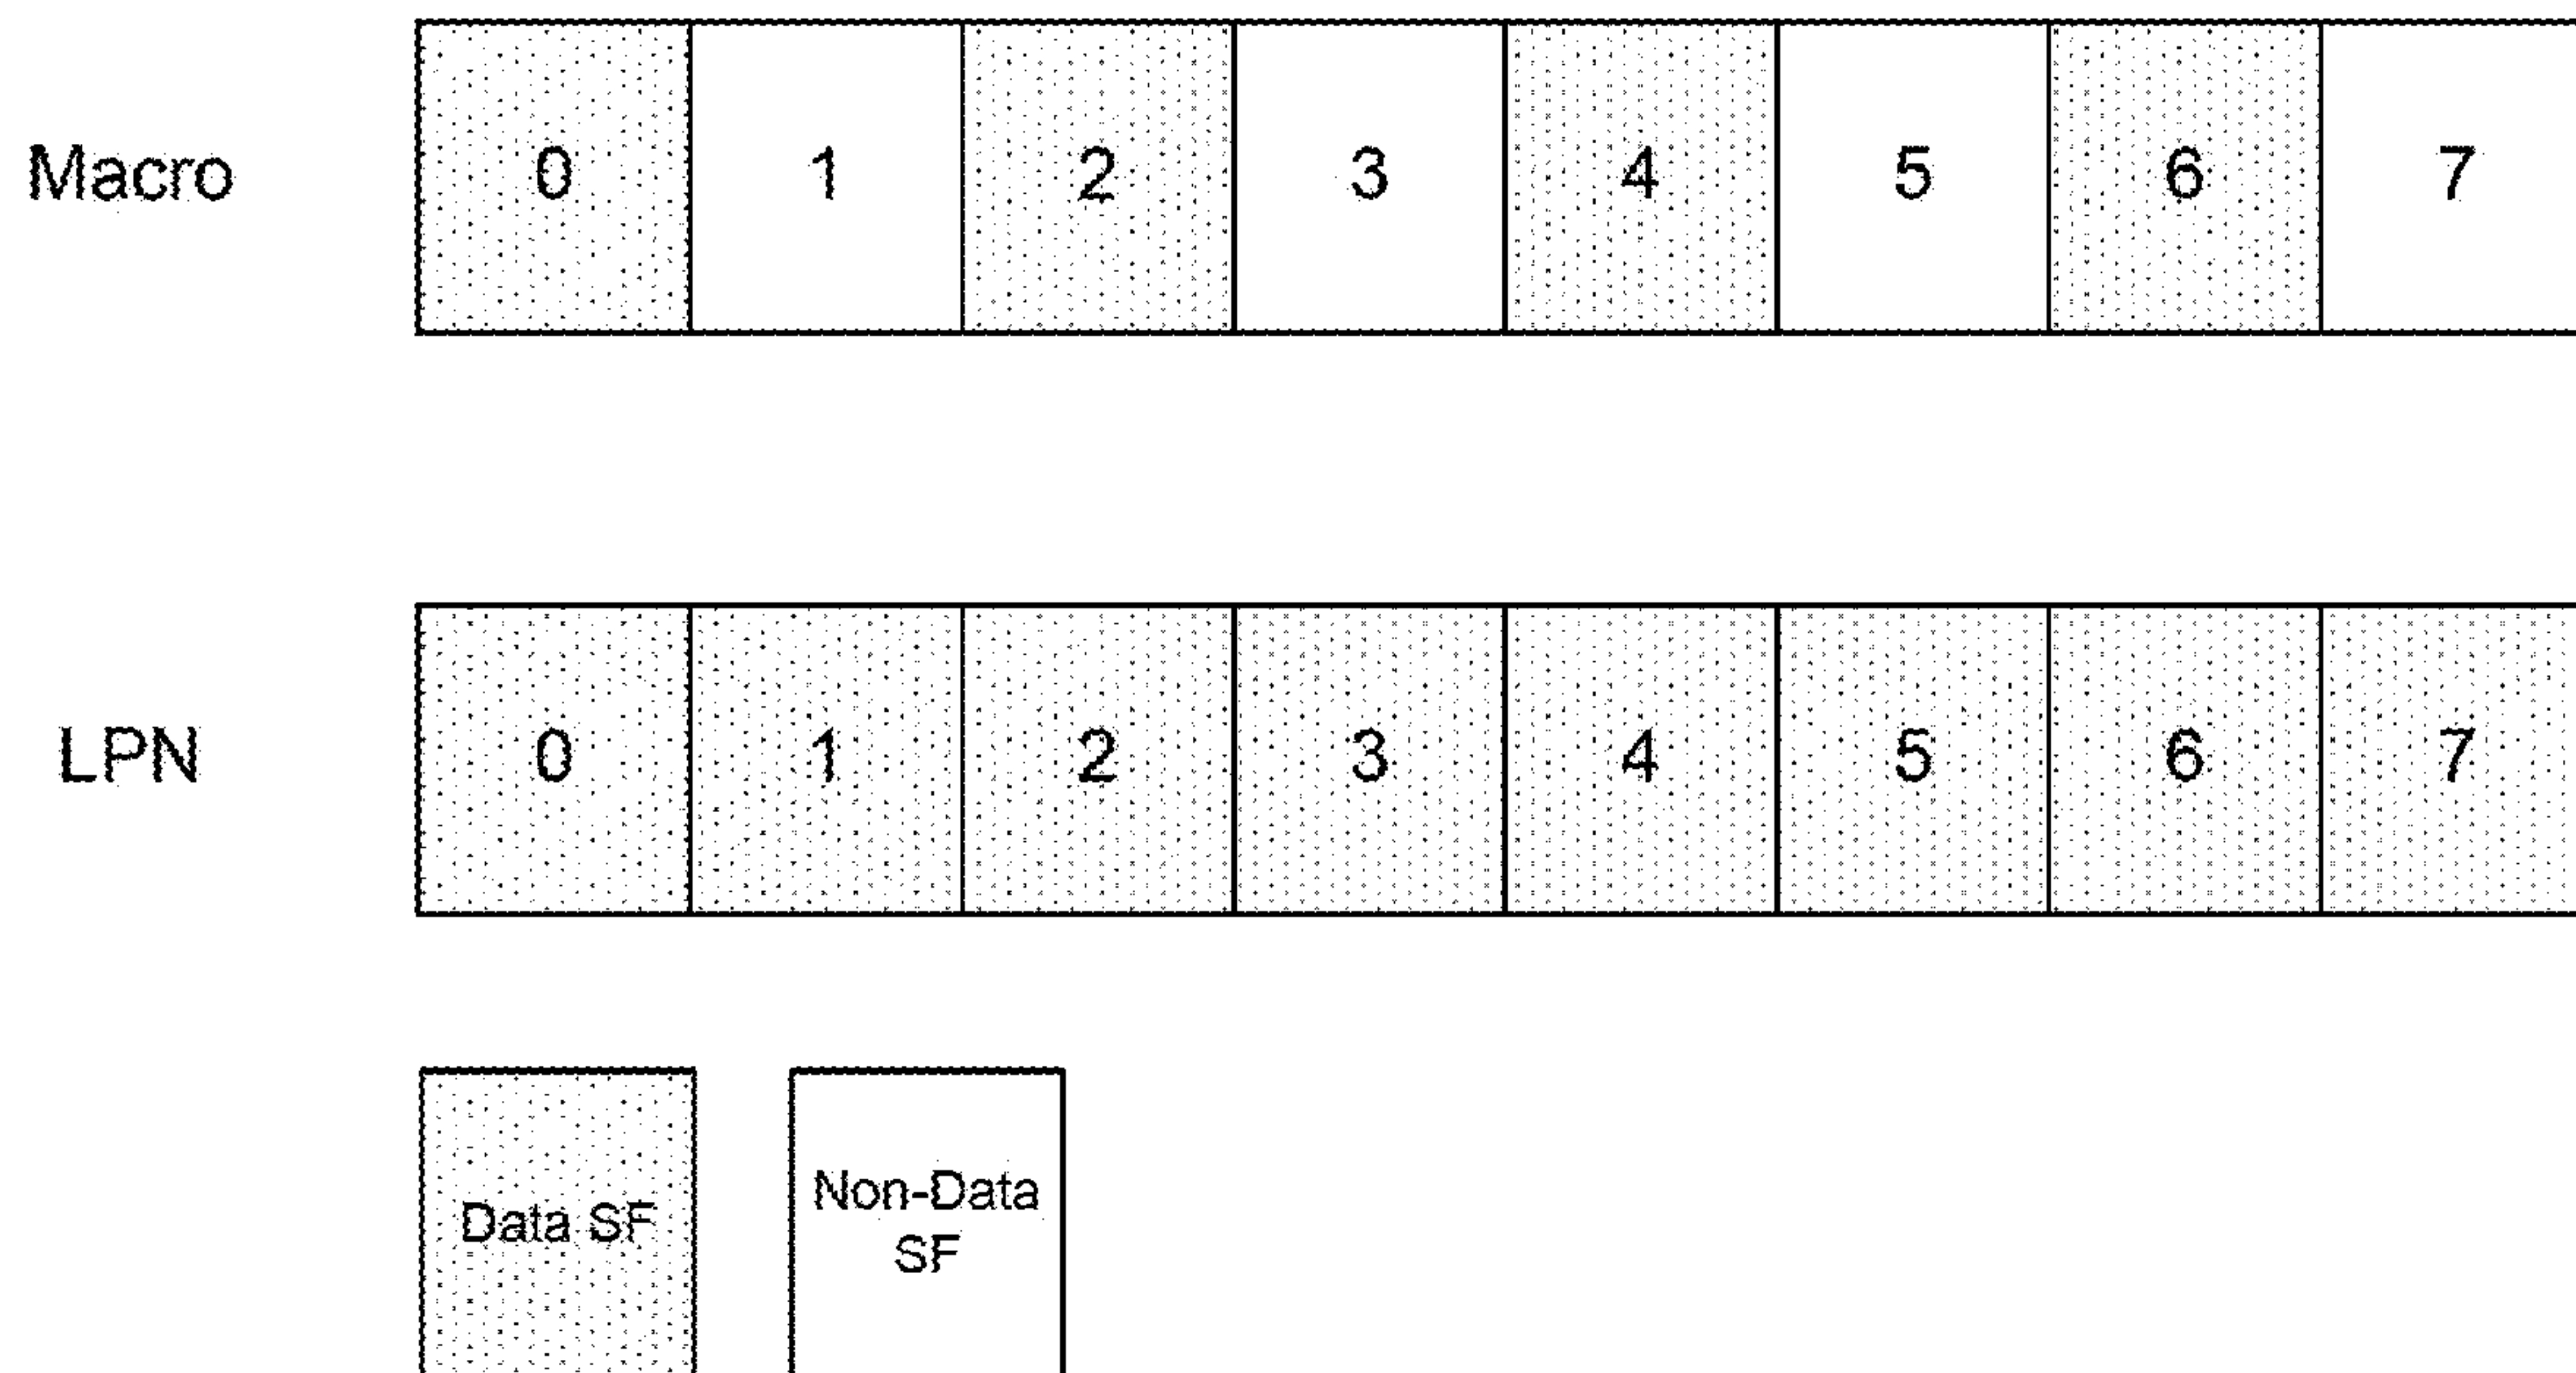 Macro 0 1 2 3 4 5 6 7
LPN 0 1 2 3 4 5 6 7
Data SF
Non-Data
SF